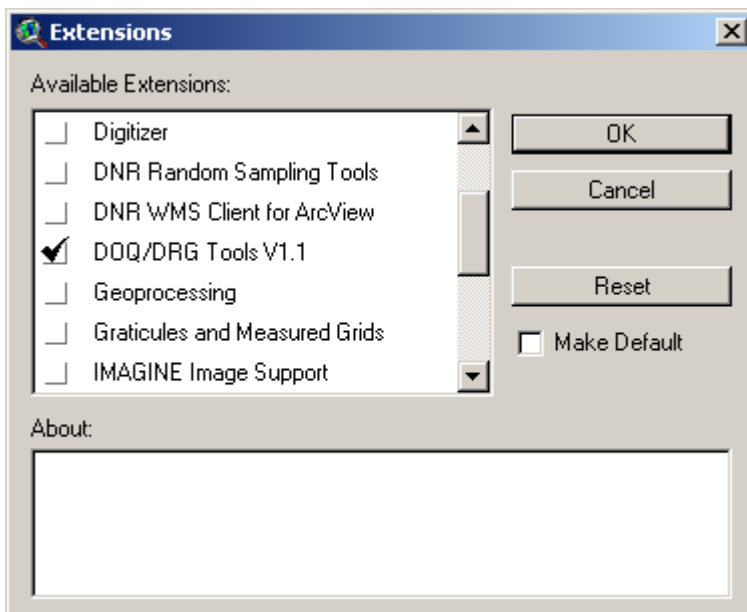 Extensions
Available Extensions:
Digitizer
DNR Random Sampling Tools
DNR WMS Client for ArcView
DOQ/DRG Tools V1.1
Geoprocessing
Graticules and Measured Grids
IMAGINE Image Support
OK
Cancel
Reset
Make Default
About: